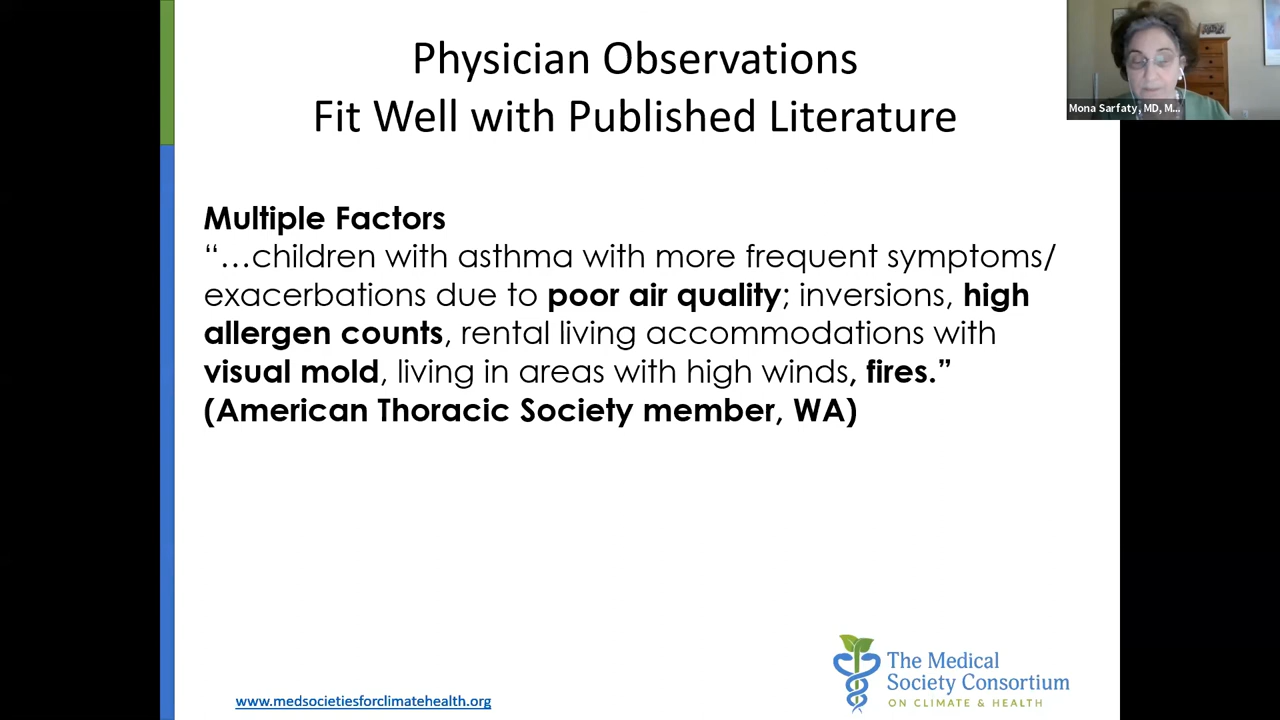 Physician Observations
Fit Well with Published Literature
Mona Sarfaty, MD, M...
Multiple Factors
“…children with asthma with more frequent symptoms/
exacerbations due to poor air quality; inversions, high
allergen counts, rental living accommodations with
visual mold, living in areas with high winds, fires.”
(American Thoracic Society member, WA)
The Medical
Society Consortium
ON CLIMATE & HEALTH
www.medsocietiesforclimatehealth.org